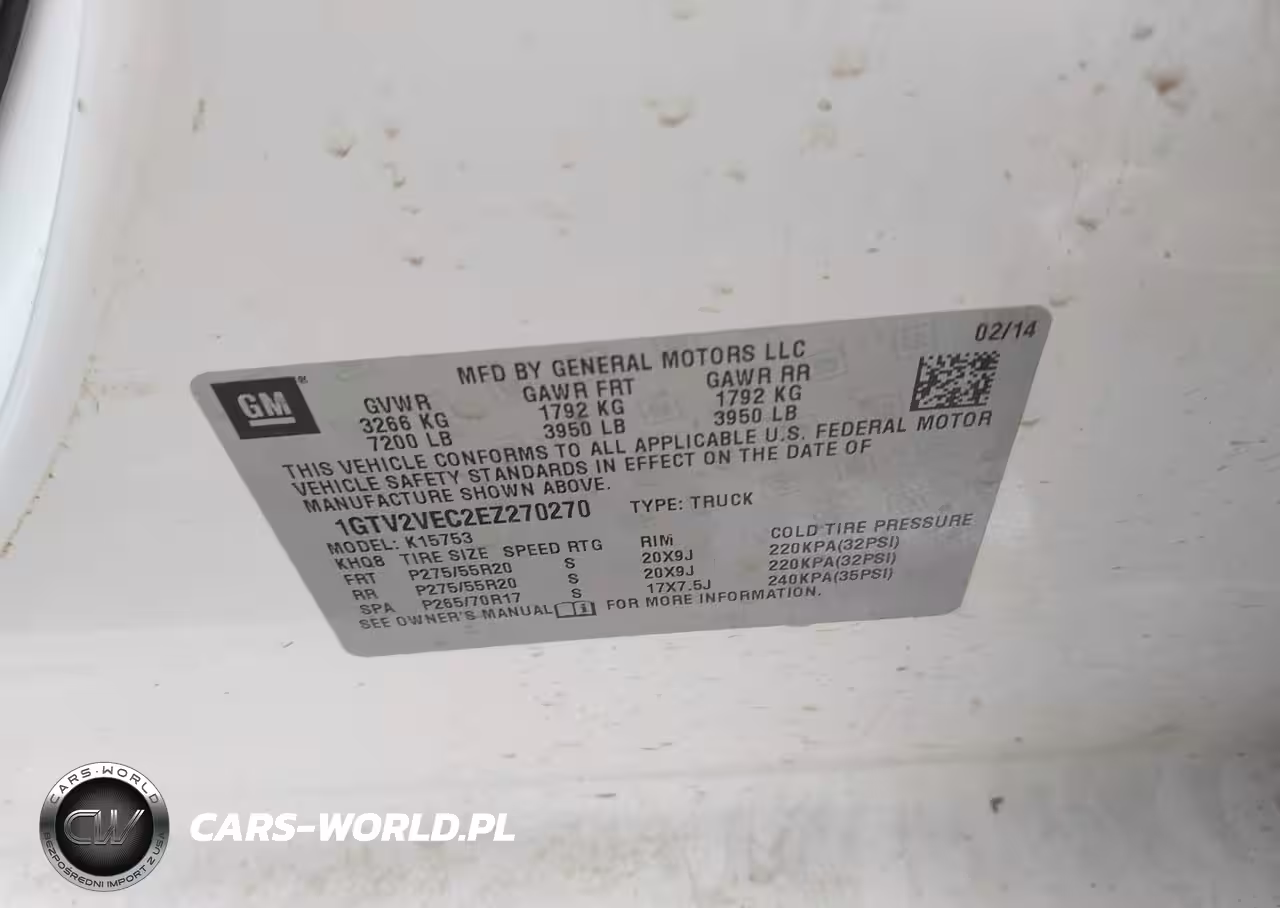 MFD BY GENERAL MOTORS LLC
02/14
GM
®
GVWR GAWR FRT GAWR RR
3266 KG 1792 KG 1792 KG
7200 LB 3950 LB 3950 LB
THIS VEHICLE CONFORMS TO ALL APPLICABLE U.S. FEDERAL MOTOR
VEHICLE SAFETY STANDARDS IN EFFECT ON THE DATE OF
MANUFACTURE SHOWN ABOVE.
1GTV2VEC2EZ270270 TYPE: TRUCK
MODEL: K15753
KHQB TIRE SIZE SPEED RTG RIM COLD TIRE PRESSURE
FRT P275/55R20 S 20X9J 220KPA(32PSI)
RR P275/55R20 S 20X9J 220KPA(32PSI)
SPA P265/70R17 S 17X7.5J 240KPA(35PSI)
SEE OWNER'S MANUAL i FOR MORE INFORMATION.
CARS-WORLD
CW
BEZPOŚREDNI IMPORT Z USA
CARS-WORLD.PL